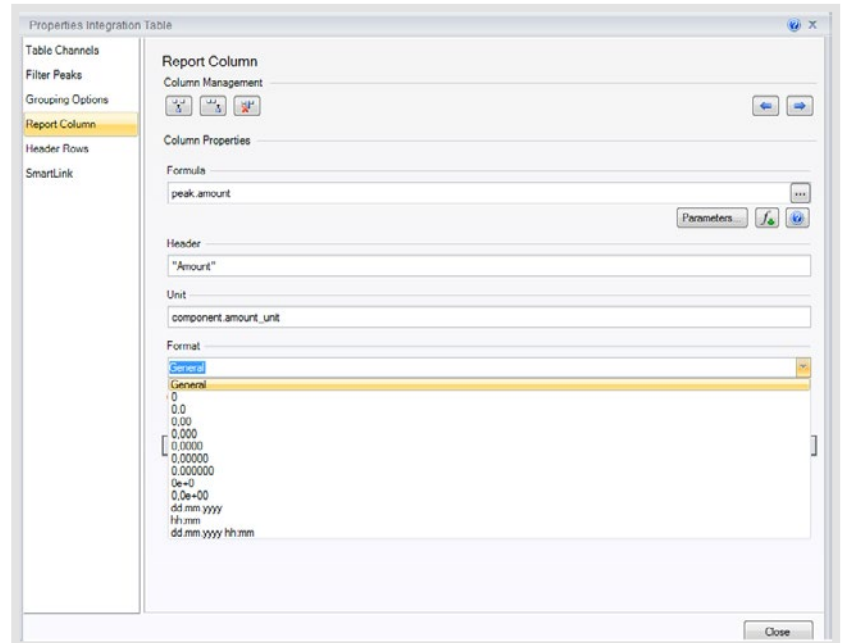 Properties Integration Table
Table Channels
Filter Peaks
Grouping Options
Report Column
Header Rows
SmartLink
Report Column
Column Management
Column Properties
Formula
peak.amount
...
Parameters...
Header
"Amount"
Unit
component.amount_unit
Format
General
General
0
0.0
0,00
0,000
0,0000
0,00000
0.000000
0e+0
0,0e+00
dd.mm.yyyy
hh:mm
dd.mm.yyyy hh:mm
Close